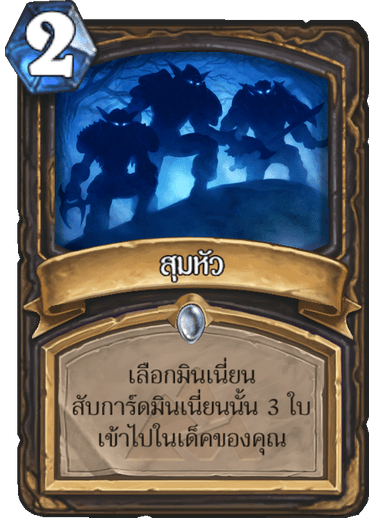 2
สุมหัว
เลือกมินเนี่ยน
สับการ์ดมินเนี่ยนนั้น 3 ใบ
เข้าไปในเด็คของคุณ